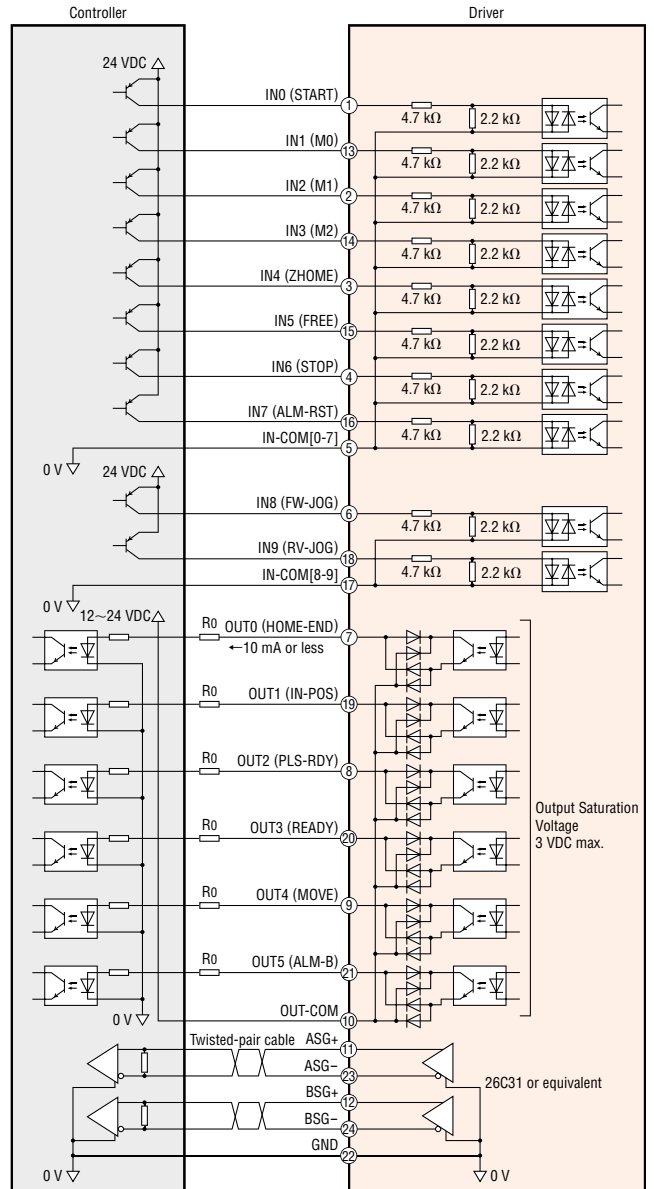 Controller
Driver
24 VDC
IN0 (START)
1
4.7 kΩ
2.2 kΩ
IN1 (M0)
13
4.7 kΩ
2.2 kΩ
IN2 (M1)
2
4.7 kΩ
2.2 kΩ
IN3 (M2)
14
4.7 kΩ
2.2 kΩ
IN4 (ZHOME)
3
4.7 kΩ
2.2 kΩ
IN5 (FREE)
15
4.7 kΩ
2.2 kΩ
IN6 (STOP)
4
4.7 kΩ
2.2 kΩ
IN7 (ALM-RST)
16
4.7 kΩ
2.2 kΩ
IN-COM[0-7]
5
0 V
24 VDC
IN8 (FW-JOG)
6
4.7 kΩ
2.2 kΩ
IN9 (RV-JOG)
18
4.7 kΩ
2.2 kΩ
IN-COM[8-9]
17
0 V
12~24 VDC
R0
OUT0 (HOME-END)
7
←10 mA or less
R0
OUT1 (IN-POS)
19
R0
OUT2 (PLS-RDY)
8
Output Saturation
Voltage
3 VDC max.
R0
OUT3 (READY)
20
R0
OUT4 (MOVE)
9
R0
OUT5 (ALM-B)
21
0 V
OUT-COM
10
Twisted-pair cable
ASG+
11
ASG−
23
26C31 or equivalent
BSG+
12
BSG−
24
GND
22
0 V
0 V